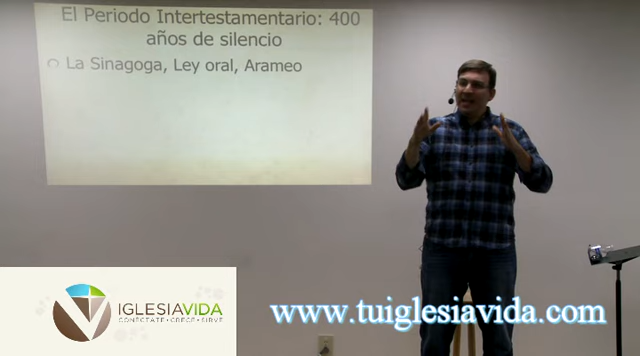 El Periodo Intertestamentario: 400
años de silencio
La Sinagoga, Ley oral, Arameo
IGLESIAVIDA
CONÉCTATE • CRECE • SIRVE
www.tuiglesiavida.com